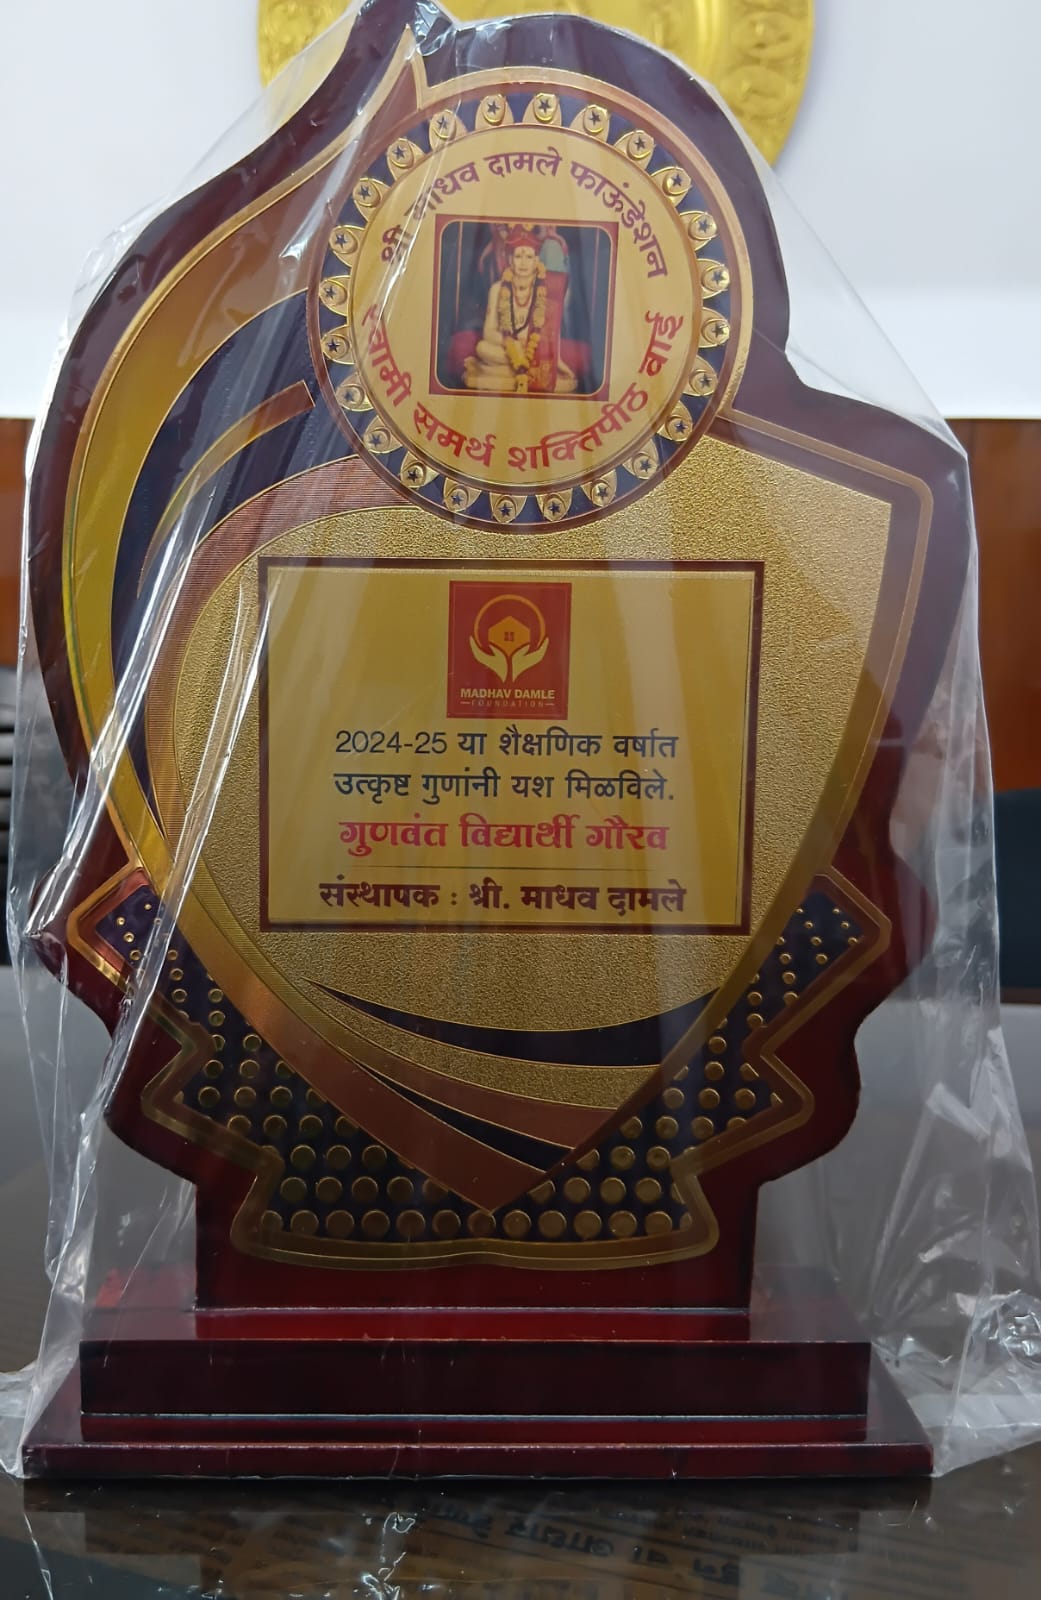 श्री माधव दामले फाऊंडेशन
स्वामी समर्थ शक्तिपीठ वाई
MADHAV DAMLE
FOUNDATION
2024-25 या शैक्षणिक वर्षात
उत्कृष्ट गुणांनी यश मिळविले.
गुणवंत विद्यार्थी गौरव
संस्थापक : श्री. माधव दामले